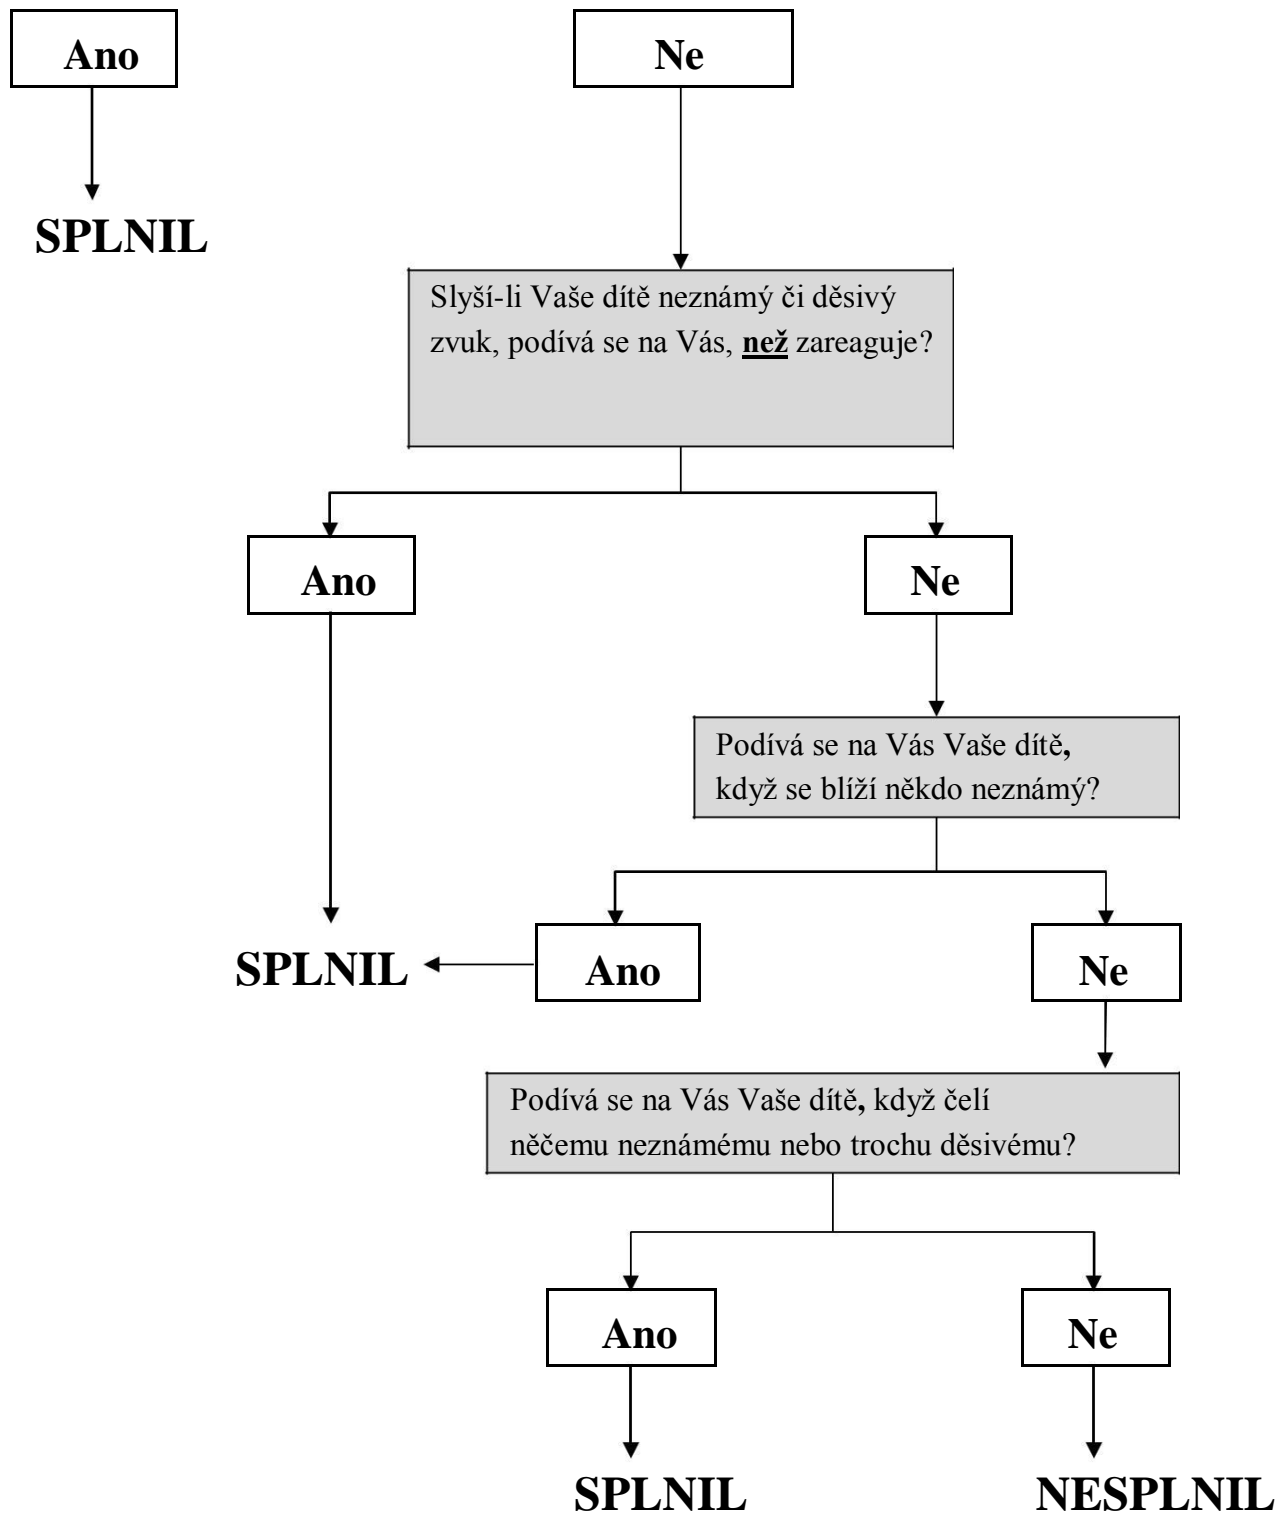 Ano
Ne
SPLNIL
Slyší-li Vaše dítě neznámý či děsivý
zvuk, podívá se na Vás, než zareaguje?
Ano
Ne
Podívá se na Vás Vaše dítě,
když se blíží někdo neznámý?
SPLNIL
Ano
Ne
Podívá se na Vás Vaše dítě, když čelí
něčemu neznámému nebo trochu děsivému?
Ano
Ne
SPLNIL
NESPLNIL